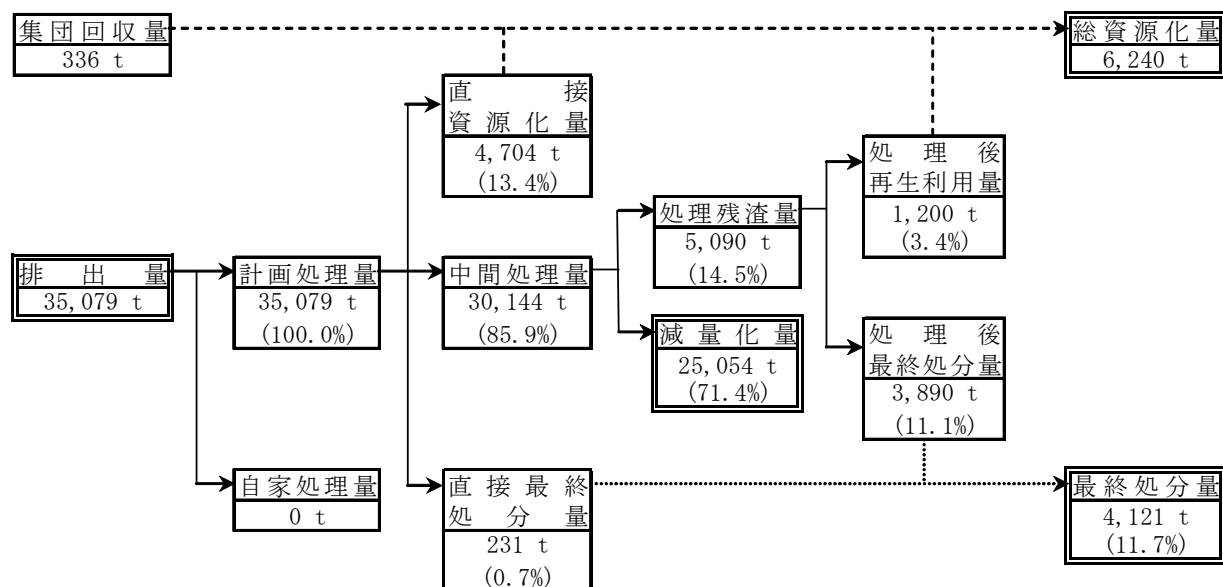 集団回収量
336 t
総資源化量
6,240 t
直接
資源化量
4,704 t
(13.4%)
処理後
再生利用量
1,200 t
(3.4%)
処理残渣量
5,090 t
(14.5%)
排出量
35,079 t
計画処理量
35,079 t
(100.0%)
中間処理量
30,144 t
(85.9%)
減量化量
25,054 t
(71.4%)
処理後
最終処分量
3,890 t
(11.1%)
自家処理量
0 t
直接最終
処分量
231 t
(0.7%)
最終処分量
4,121 t
(11.7%)